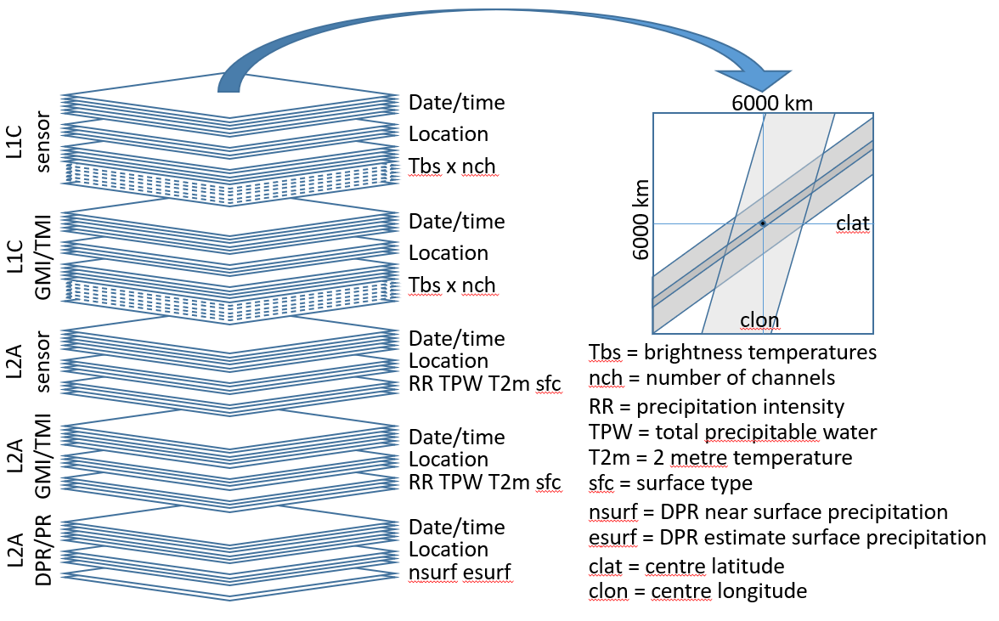 L1C
sensor
Date/time
Location
Tbs x nch
L1C
GMI/TMI
Date/time
Location
Tbs x nch
L2A
sensor
Date/time
Location
RR TPW T2m sfc
L2A
GMI/TMI
Date/time
Location
RR TPW T2m sfc
L2A
DPR/PR
Date/time
Location
nsurf esurf
6000 km
6000 km
clat
clon
Tbs = brightness temperatures
nch = number of channels
RR = precipitation intensity
TPW = total precipitable water
T2m = 2 metre temperature
sfc = surface type
nsurf = DPR near surface precipitation
esurf = DPR estimate surface precipitation
clat = centre latitude
clon = centre longitude